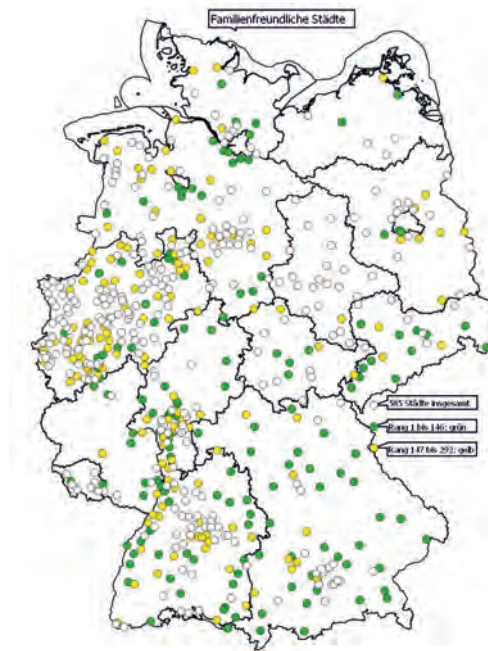 Familienfreundliche Städte
585 Städte insgesamt
Rang 1 bis 146: grün
Rang 147 bis 292: gelb